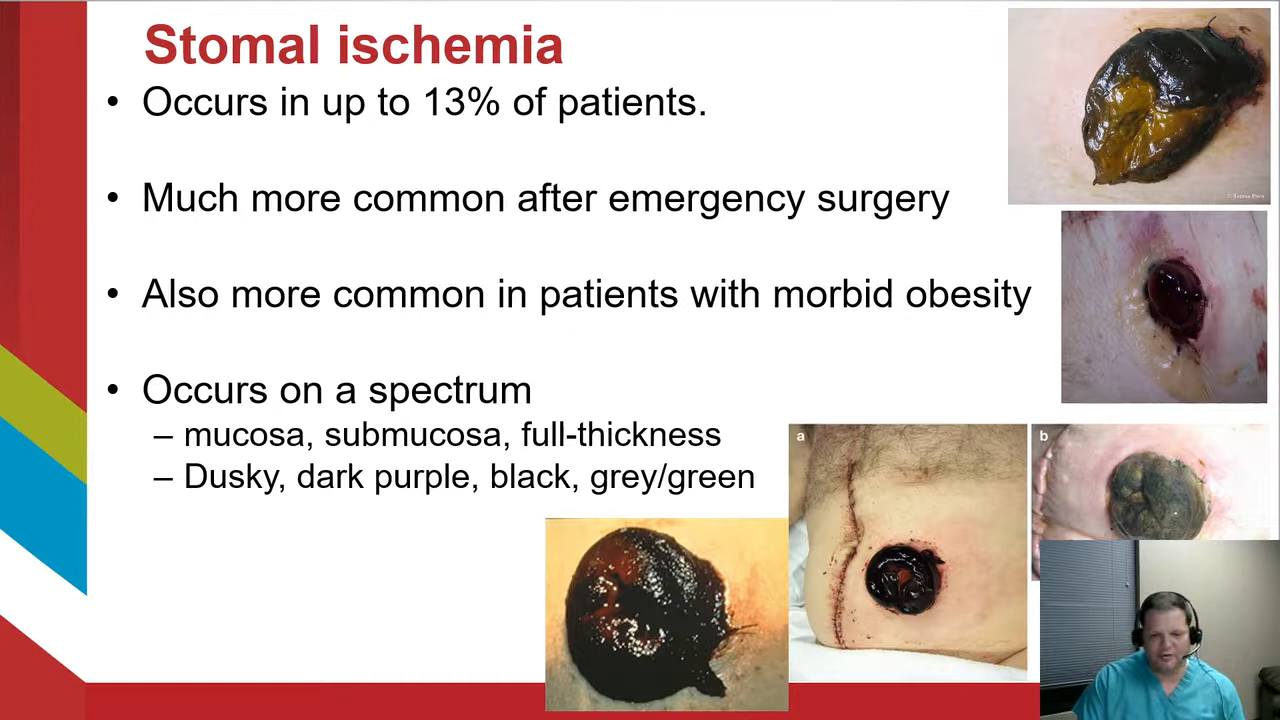 Stomal ischemia
• Occurs in up to 13% of patients.
• Much more common after emergency surgery
• Also more common in patients with morbid obesity
• Occurs on a spectrum
– mucosa, submucosa, full-thickness
– Dusky, dark purple, black, grey/green
a
b